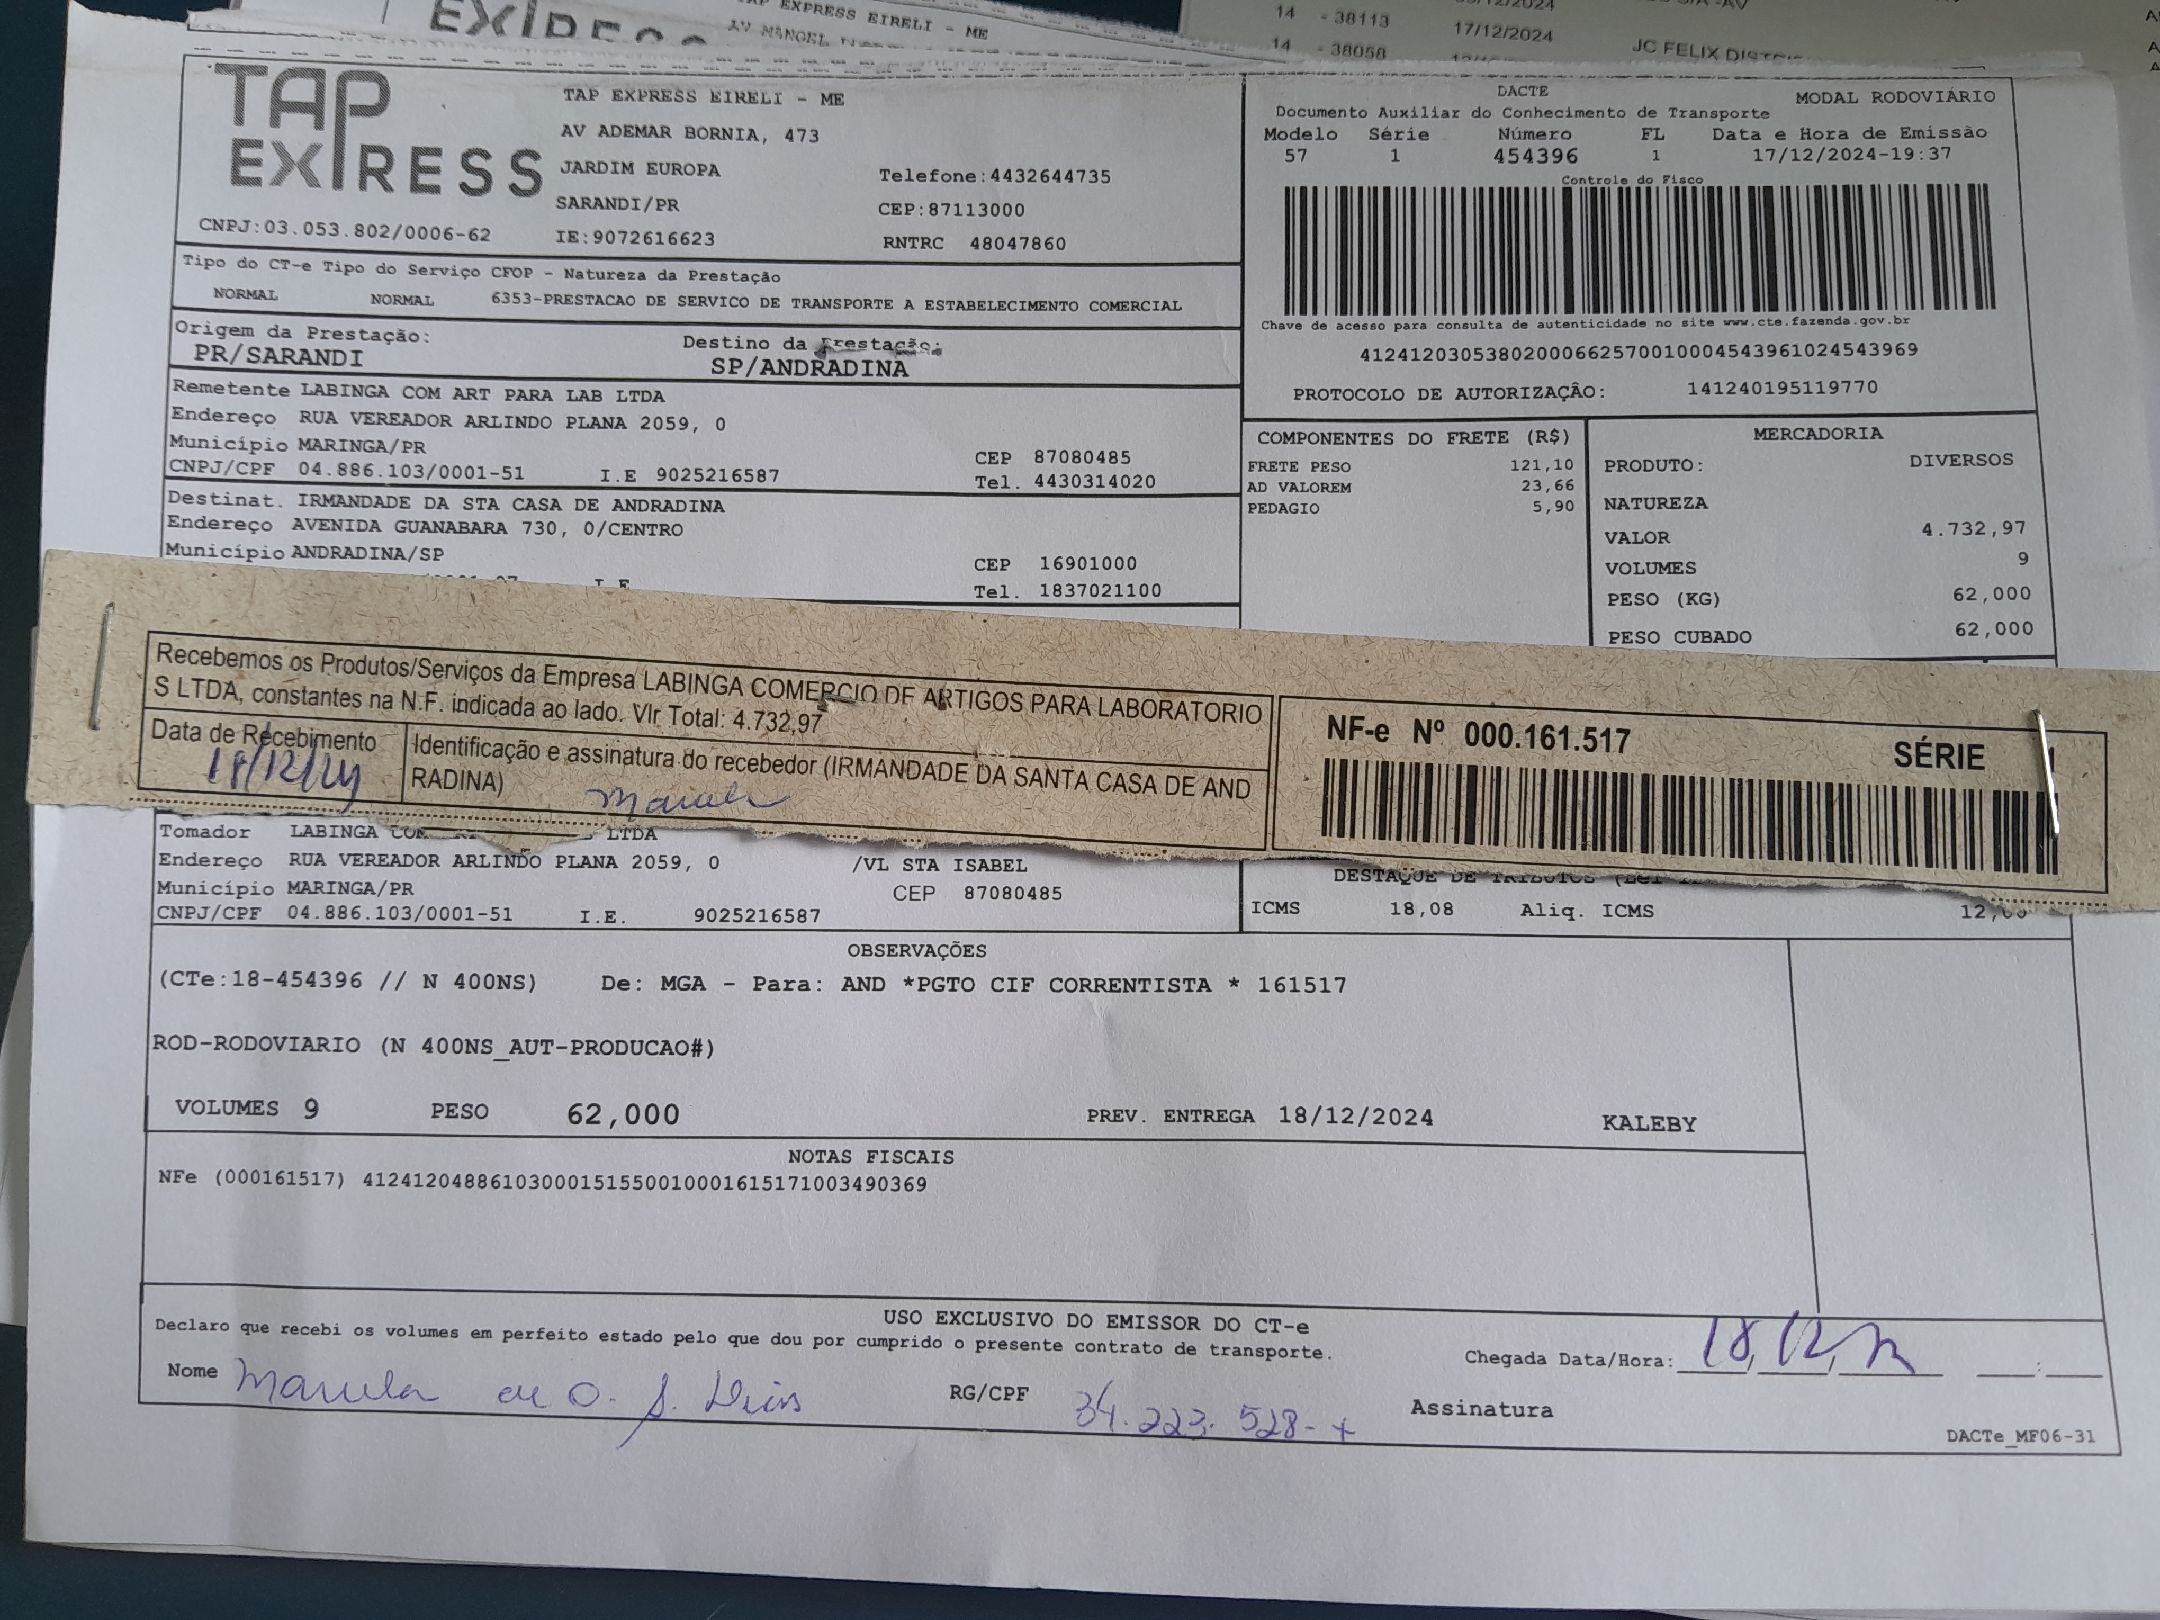 EXPRESS EIRELI - ME
14 - 38113 17/12/2024
14 - 38058 JC FELIX
TAP EXPRESS
TAP EXPRESS EIRELI - ME
AV ADEMAR BORNIA, 473
JARDIM EUROPA Telefone:4432644735
SARANDI/PR CEP:87113000
CNPJ:03.053.802/0006-62 IE:9072616623 RNTRC 48047860
DACTE MODAL RODOVIÁRIO
Documento Auxiliar do Conhecimento de Transporte
Modelo Série Número FL Data e Hora de Emissão
57 1 454396 1 17/12/2024-19:37
Controle do Fisco
Chave de acesso para consulta de autenticidade no site www.cte.fazenda.gov.br
41241203053802000662570010004543961024543969
PROTOCOLO DE AUTORIZAÇÃO: 141240195119770
Tipo do CT-e Tipo do Serviço CFOP - Natureza da Prestação
NORMAL NORMAL 6353-PRESTACAO DE SERVICO DE TRANSPORTE A ESTABELECIMENTO COMERCIAL
Origem da Prestação: Destino da Prestação:
PR/SARANDI SP/ANDRADINA
Remetente LABINGA COM ART PARA LAB LTDA
Endereço RUA VEREADOR ARLINDO PLANA 2059, 0
Município MARINGA/PR CEP 87080485
CNPJ/CPF 04.886.103/0001-51 I.E 9025216587 Tel. 4430314020
Destinat. IRMANDADE DA STA CASA DE ANDRADINA
Endereço AVENIDA GUANABARA 730, 0/CENTRO
Município ANDRADINA/SP CEP 16901000
I.E Tel. 1837021100
COMPONENTES DO FRETE (R$)
FRETE PESO 121,10
AD VALOREM 23,66
PEDAGIO 5,90
MERCADORIA
PRODUTO: DIVERSOS
NATUREZA
VALOR 4.732,97
VOLUMES 9
PESO (KG) 62,000
PESO CUBADO 62,000
Recebemos os Produtos/Serviços da Empresa LABINGA COMERCIO DE ARTIGOS PARA LABORATORIO
S LTDA, constantes na N.F. indicada ao lado. Vlr Total: 4.732,97
Data de Recebimento Identificação e assinatura do recebedor (IRMANDADE DA SANTA CASA DE AND
18/12/24 RADINA)
NF-e Nº 000.161.517 SÉRIE
Tomador LABINGA LTDA
Endereço RUA VEREADOR ARLINDO PLANA 2059, 0 /VL STA ISABEL
Município MARINGA/PR CEP 87080485
CNPJ/CPF 04.886.103/0001-51 I.E. 9025216587
DESTAQUE DE TRIBUTOS
ICMS 18,08 Aliq. ICMS 12,00
OBSERVAÇÕES
(CTe:18-454396 // N 400NS) De: MGA - Para: AND *PGTO CIF CORRENTISTA * 161517
ROD-RODOVIARIO (N 400NS_AUT-PRODUCAO#)
VOLUMES 9 PESO 62,000 PREV. ENTREGA 18/12/2024 KALEBY
NOTAS FISCAIS
NFe (000161517) 41241204886103000151550010001615171003490369
USO EXCLUSIVO DO EMISSOR DO CT-e
Declaro que recebi os volumes em perfeito estado pelo que dou por cumprido o presente contrato de transporte.
Chegada Data/Hora: 18/12/
Nome de O. S. RG/CPF 34.223.528-x Assinatura
DACTe_MF06-31